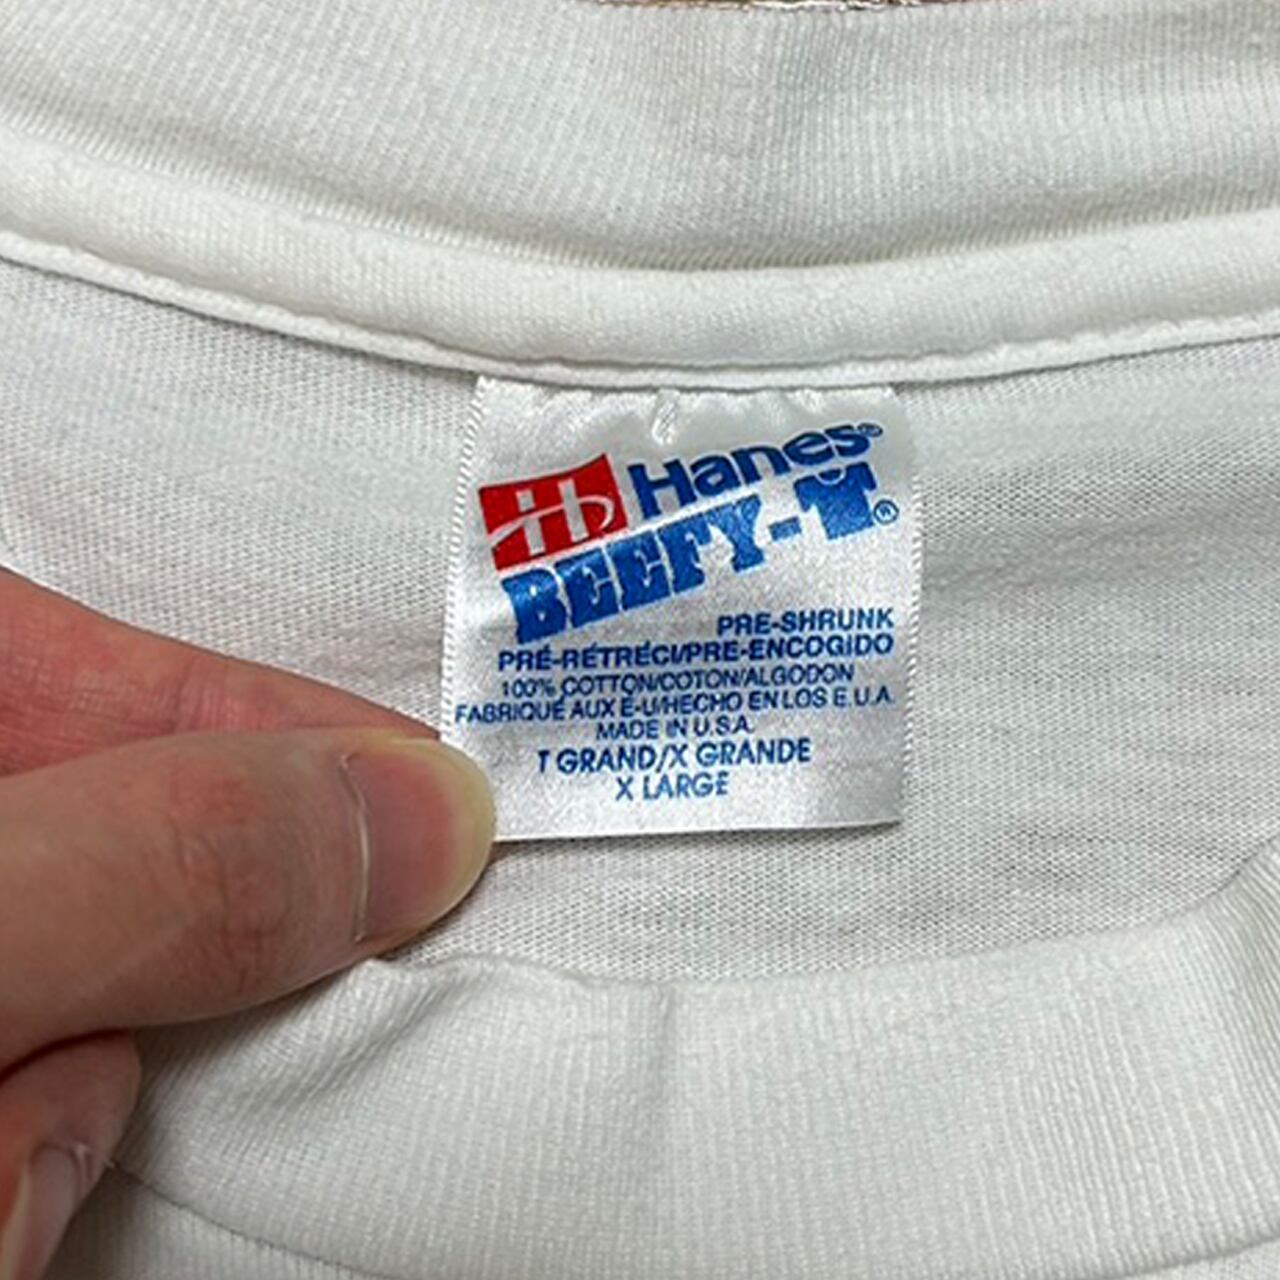 Hanes®
BEEFY-T®
PRE-SHRUNK
PRÉ-RÉTRÉCI/PRE-ENCOGIDO
100% COTTON/COTON/ALGODON
FABRIQUÉ AUX É-U/HECHO EN LOS E.U.A.
MADE IN U.S.A.
T GRAND/X GRANDE
X LARGE